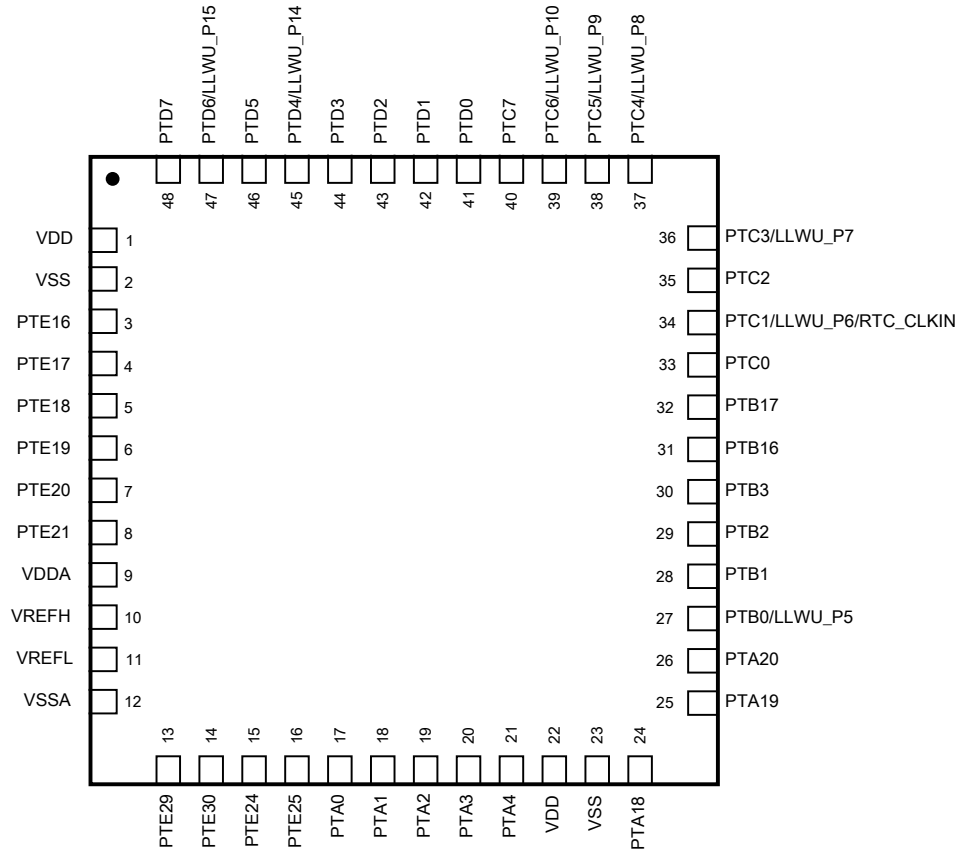 PTD7
PTD6/LLWU_P15
PTD5
PTD4/LLWU_P14
PTD3
PTD2
PTD1
PTD0
PTC7
PTC6/LLWU_P10
PTC5/LLWU_P9
PTC4/LLWU_P8
48
47
46
45
44
43
42
41
40
39
38
37
VDD 1
VSS 2
PTE16 3
PTE17 4
PTE18 5
PTE19 6
PTE20 7
PTE21 8
VDDA 9
VREFH 10
VREFL 11
VSSA 12
36 PTC3/LLWU_P7
35 PTC2
34 PTC1/LLWU_P6/RTC_CLKIN
33 PTC0
32 PTB17
31 PTB16
30 PTB3
29 PTB2
28 PTB1
27 PTB0/LLWU_P5
26 PTA20
25 PTA19
13
14
15
16
17
18
19
20
21
22
23
24
PTE29
PTE30
PTE24
PTE25
PTA0
PTA1
PTA2
PTA3
PTA4
VDD
VSS
PTA18